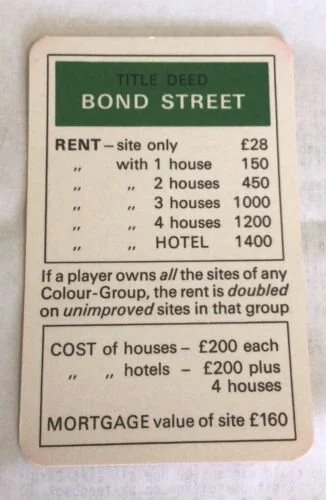 TITLE DEED
BOND STREET
RENT – site only £28
„ with 1 house 150
„ „ 2 houses 450
„ „ 3 houses 1000
„ „ 4 houses 1200
„ „ HOTEL 1400
If a player owns all the sites of any
Colour-Group, the rent is doubled
on unimproved sites in that group
COST of houses – £200 each
„ „ hotels – £200 plus
4 houses
MORTGAGE value of site £160